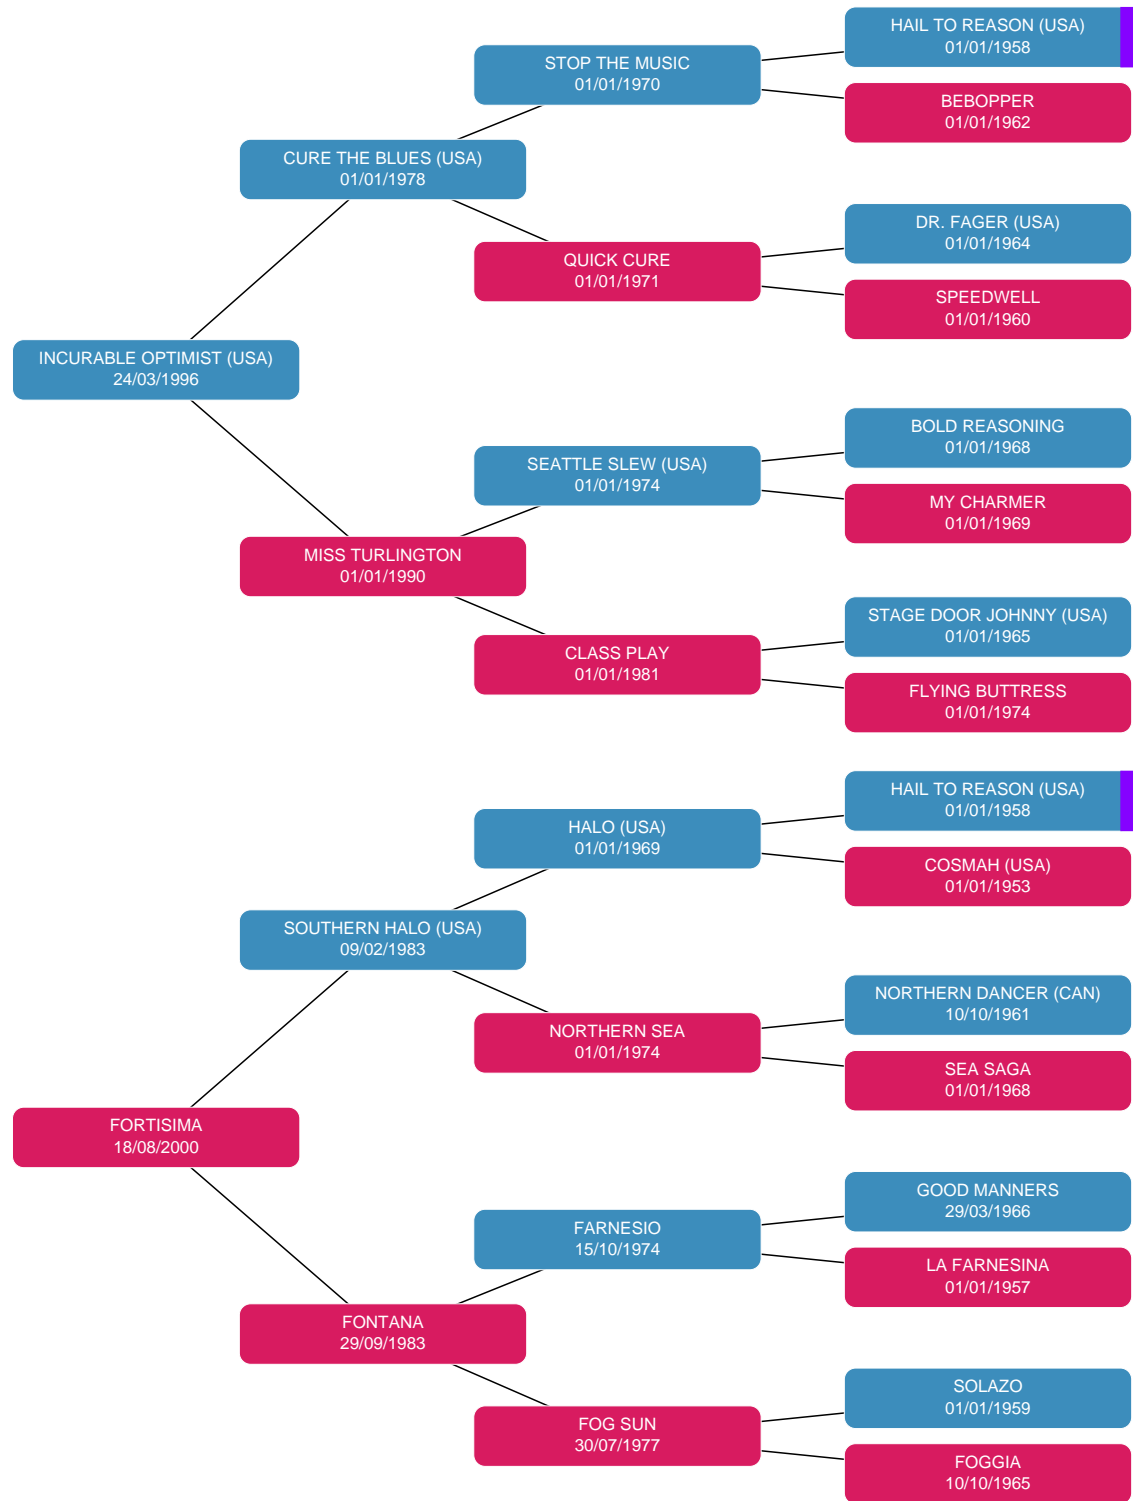 HAIL TO REASON (USA)
01/01/1958
STOP THE MUSIC
01/01/1970
BEBOPPER
01/01/1962
CURE THE BLUES (USA)
01/01/1978
DR. FAGER (USA)
01/01/1964
QUICK CURE
01/01/1971
SPEEDWELL
01/01/1960
INCURABLE OPTIMIST (USA)
24/03/1996
BOLD REASONING
01/01/1968
SEATTLE SLEW (USA)
01/01/1974
MY CHARMER
01/01/1969
MISS TURLINGTON
01/01/1990
STAGE DOOR JOHNNY (USA)
01/01/1965
CLASS PLAY
01/01/1981
FLYING BUTTRESS
01/01/1974
HAIL TO REASON (USA)
01/01/1958
HALO (USA)
01/01/1969
COSMAH (USA)
01/01/1953
SOUTHERN HALO (USA)
09/02/1983
NORTHERN DANCER (CAN)
10/10/1961
NORTHERN SEA
01/01/1974
SEA SAGA
01/01/1968
FORTISIMA
18/08/2000
GOOD MANNERS
29/03/1966
FARNESIO
15/10/1974
LA FARNESINA
01/01/1957
FONTANA
29/09/1983
SOLAZO
01/01/1959
FOG SUN
30/07/1977
FOGGIA
10/10/1965